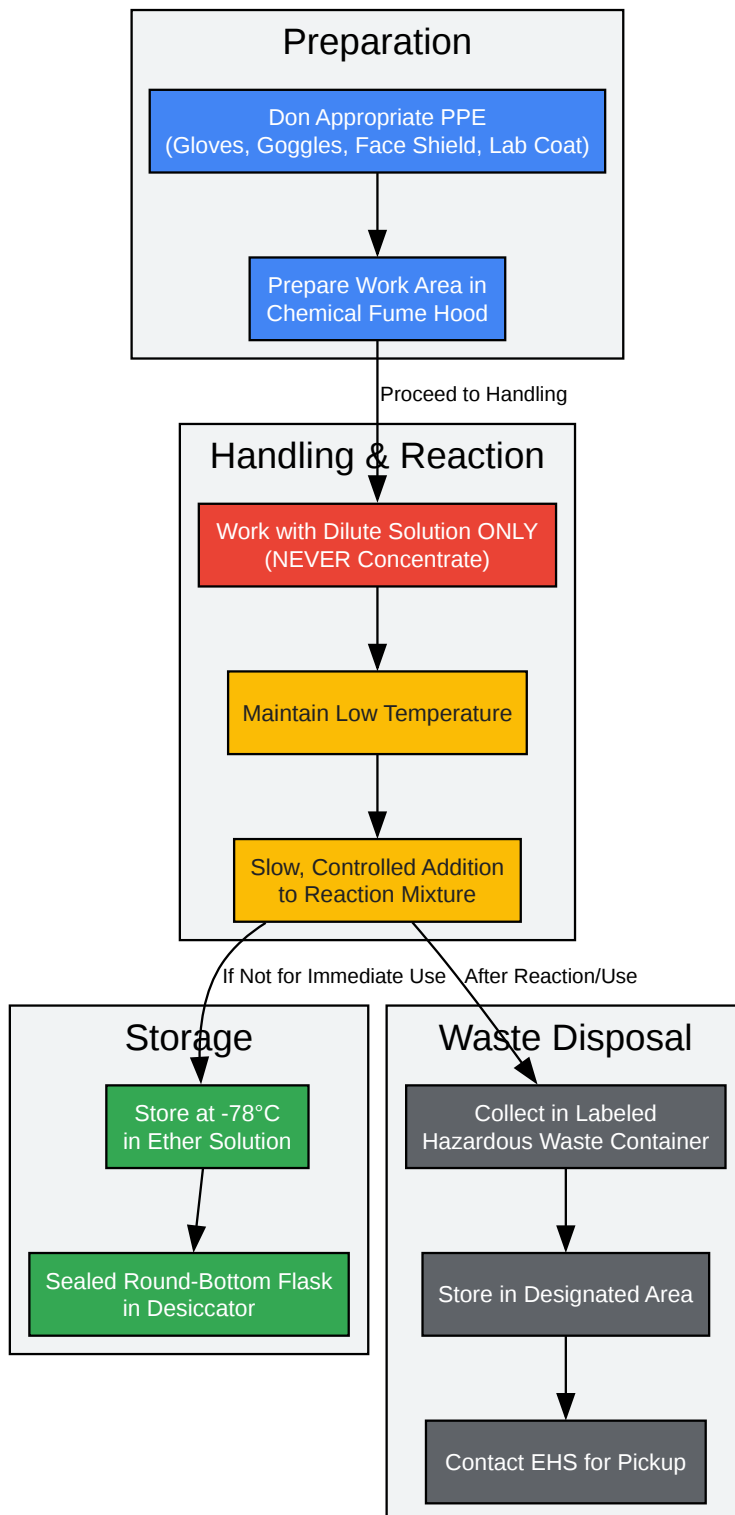 Preparation
Don Appropriate PPE
(Gloves, Goggles, Face Shield, Lab Coat)
Prepare Work Area in
Chemical Fume Hood
Proceed to Handling
Handling & Reaction
Work with Dilute Solution ONLY
(NEVER Concentrate)
Maintain Low Temperature
Slow, Controlled Addition
to Reaction Mixture
If Not for Immediate Use
After Reaction/Use
Storage
Store at -78°C
in Ether Solution
Sealed Round-Bottom Flask
in Desiccator
Waste Disposal
Collect in Labeled
Hazardous Waste Container
Store in Designated Area
Contact EHS for Pickup